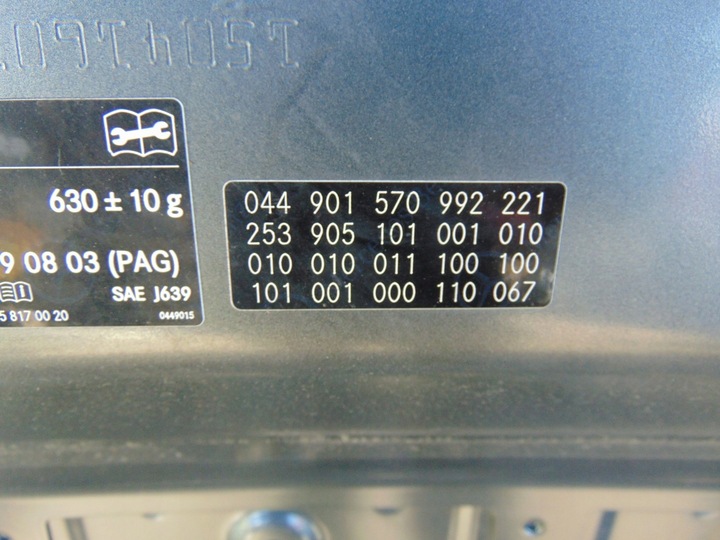 630 ± 10 g
9 08 03 (PAG)
SAE J639
5 817 00 20
0449015
044 901 570 992 221
253 905 101 001 010
010 010 011 100 100
101 001 000 110 067